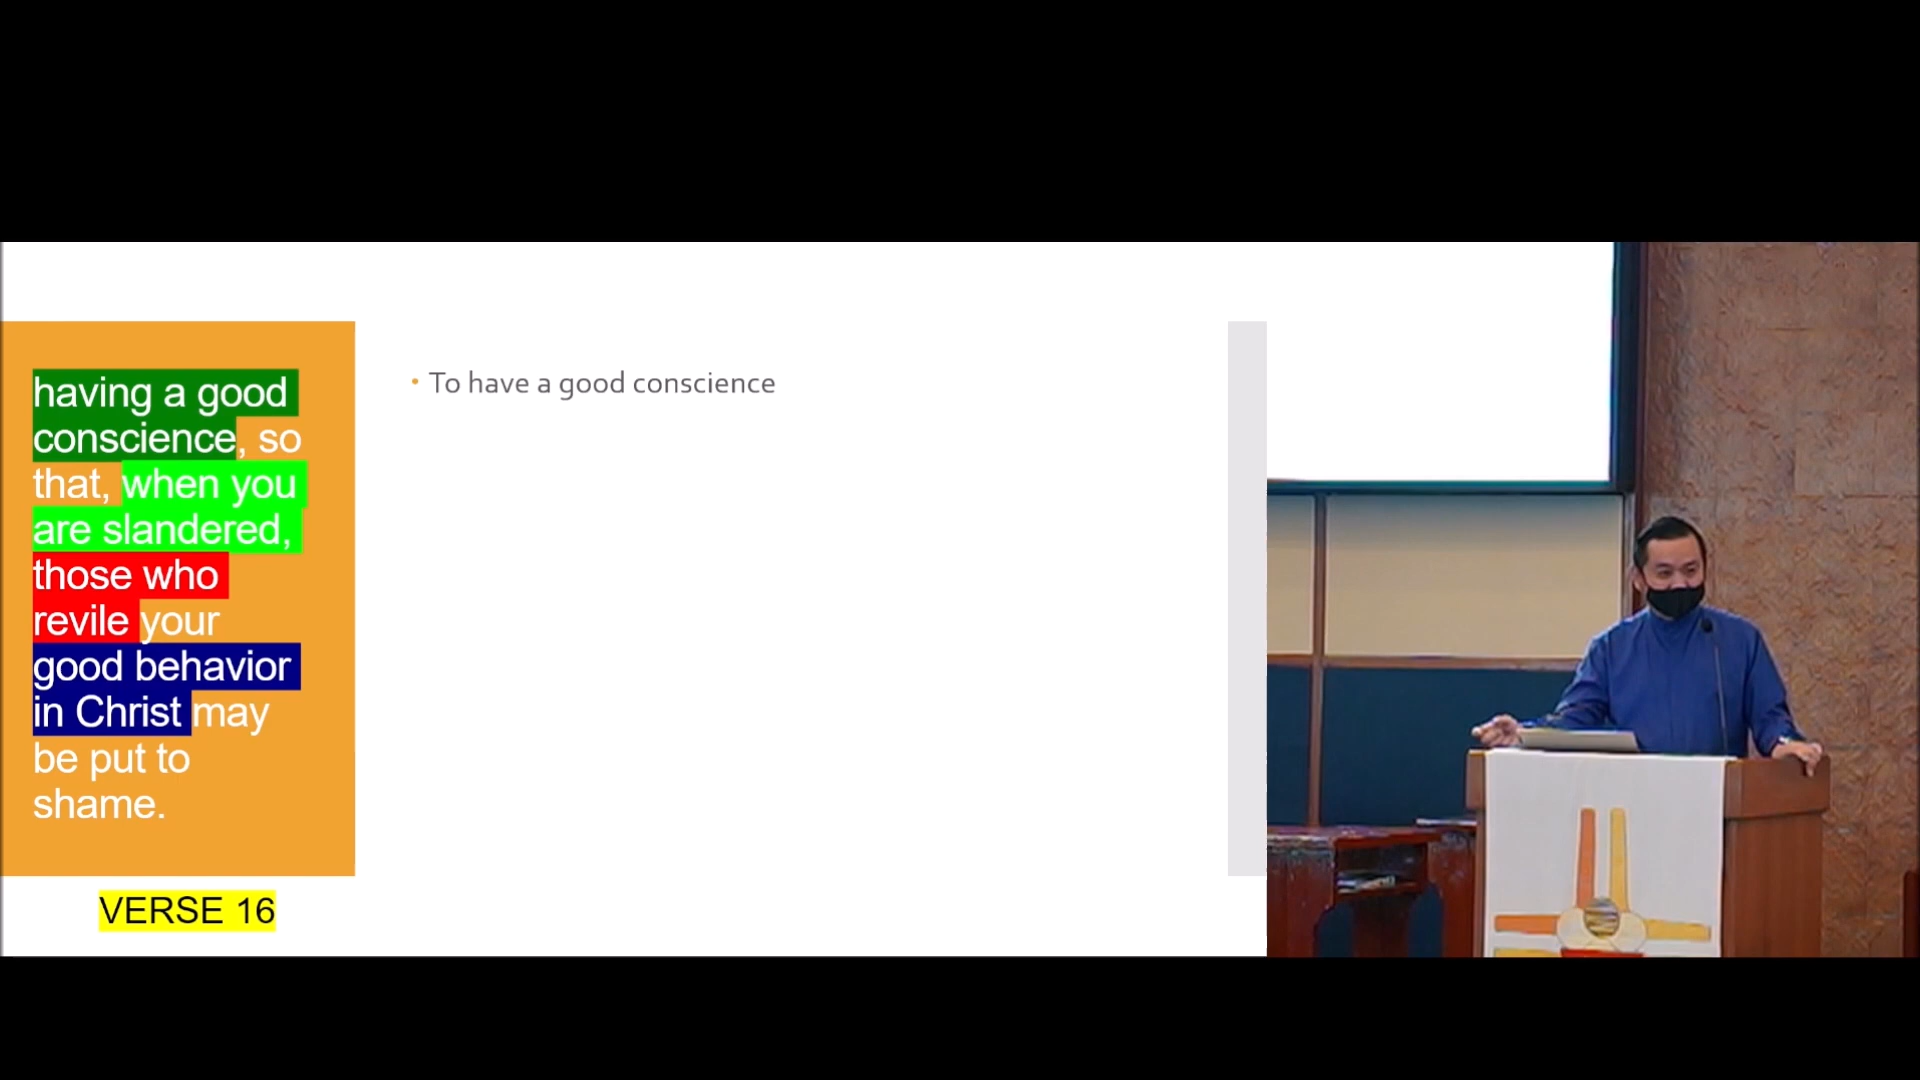 having a good
conscience, so
that, when you
are slandered,
those who
revile your
good behavior
in Christ may
be put to
shame.
VERSE 16
• To have a good conscience